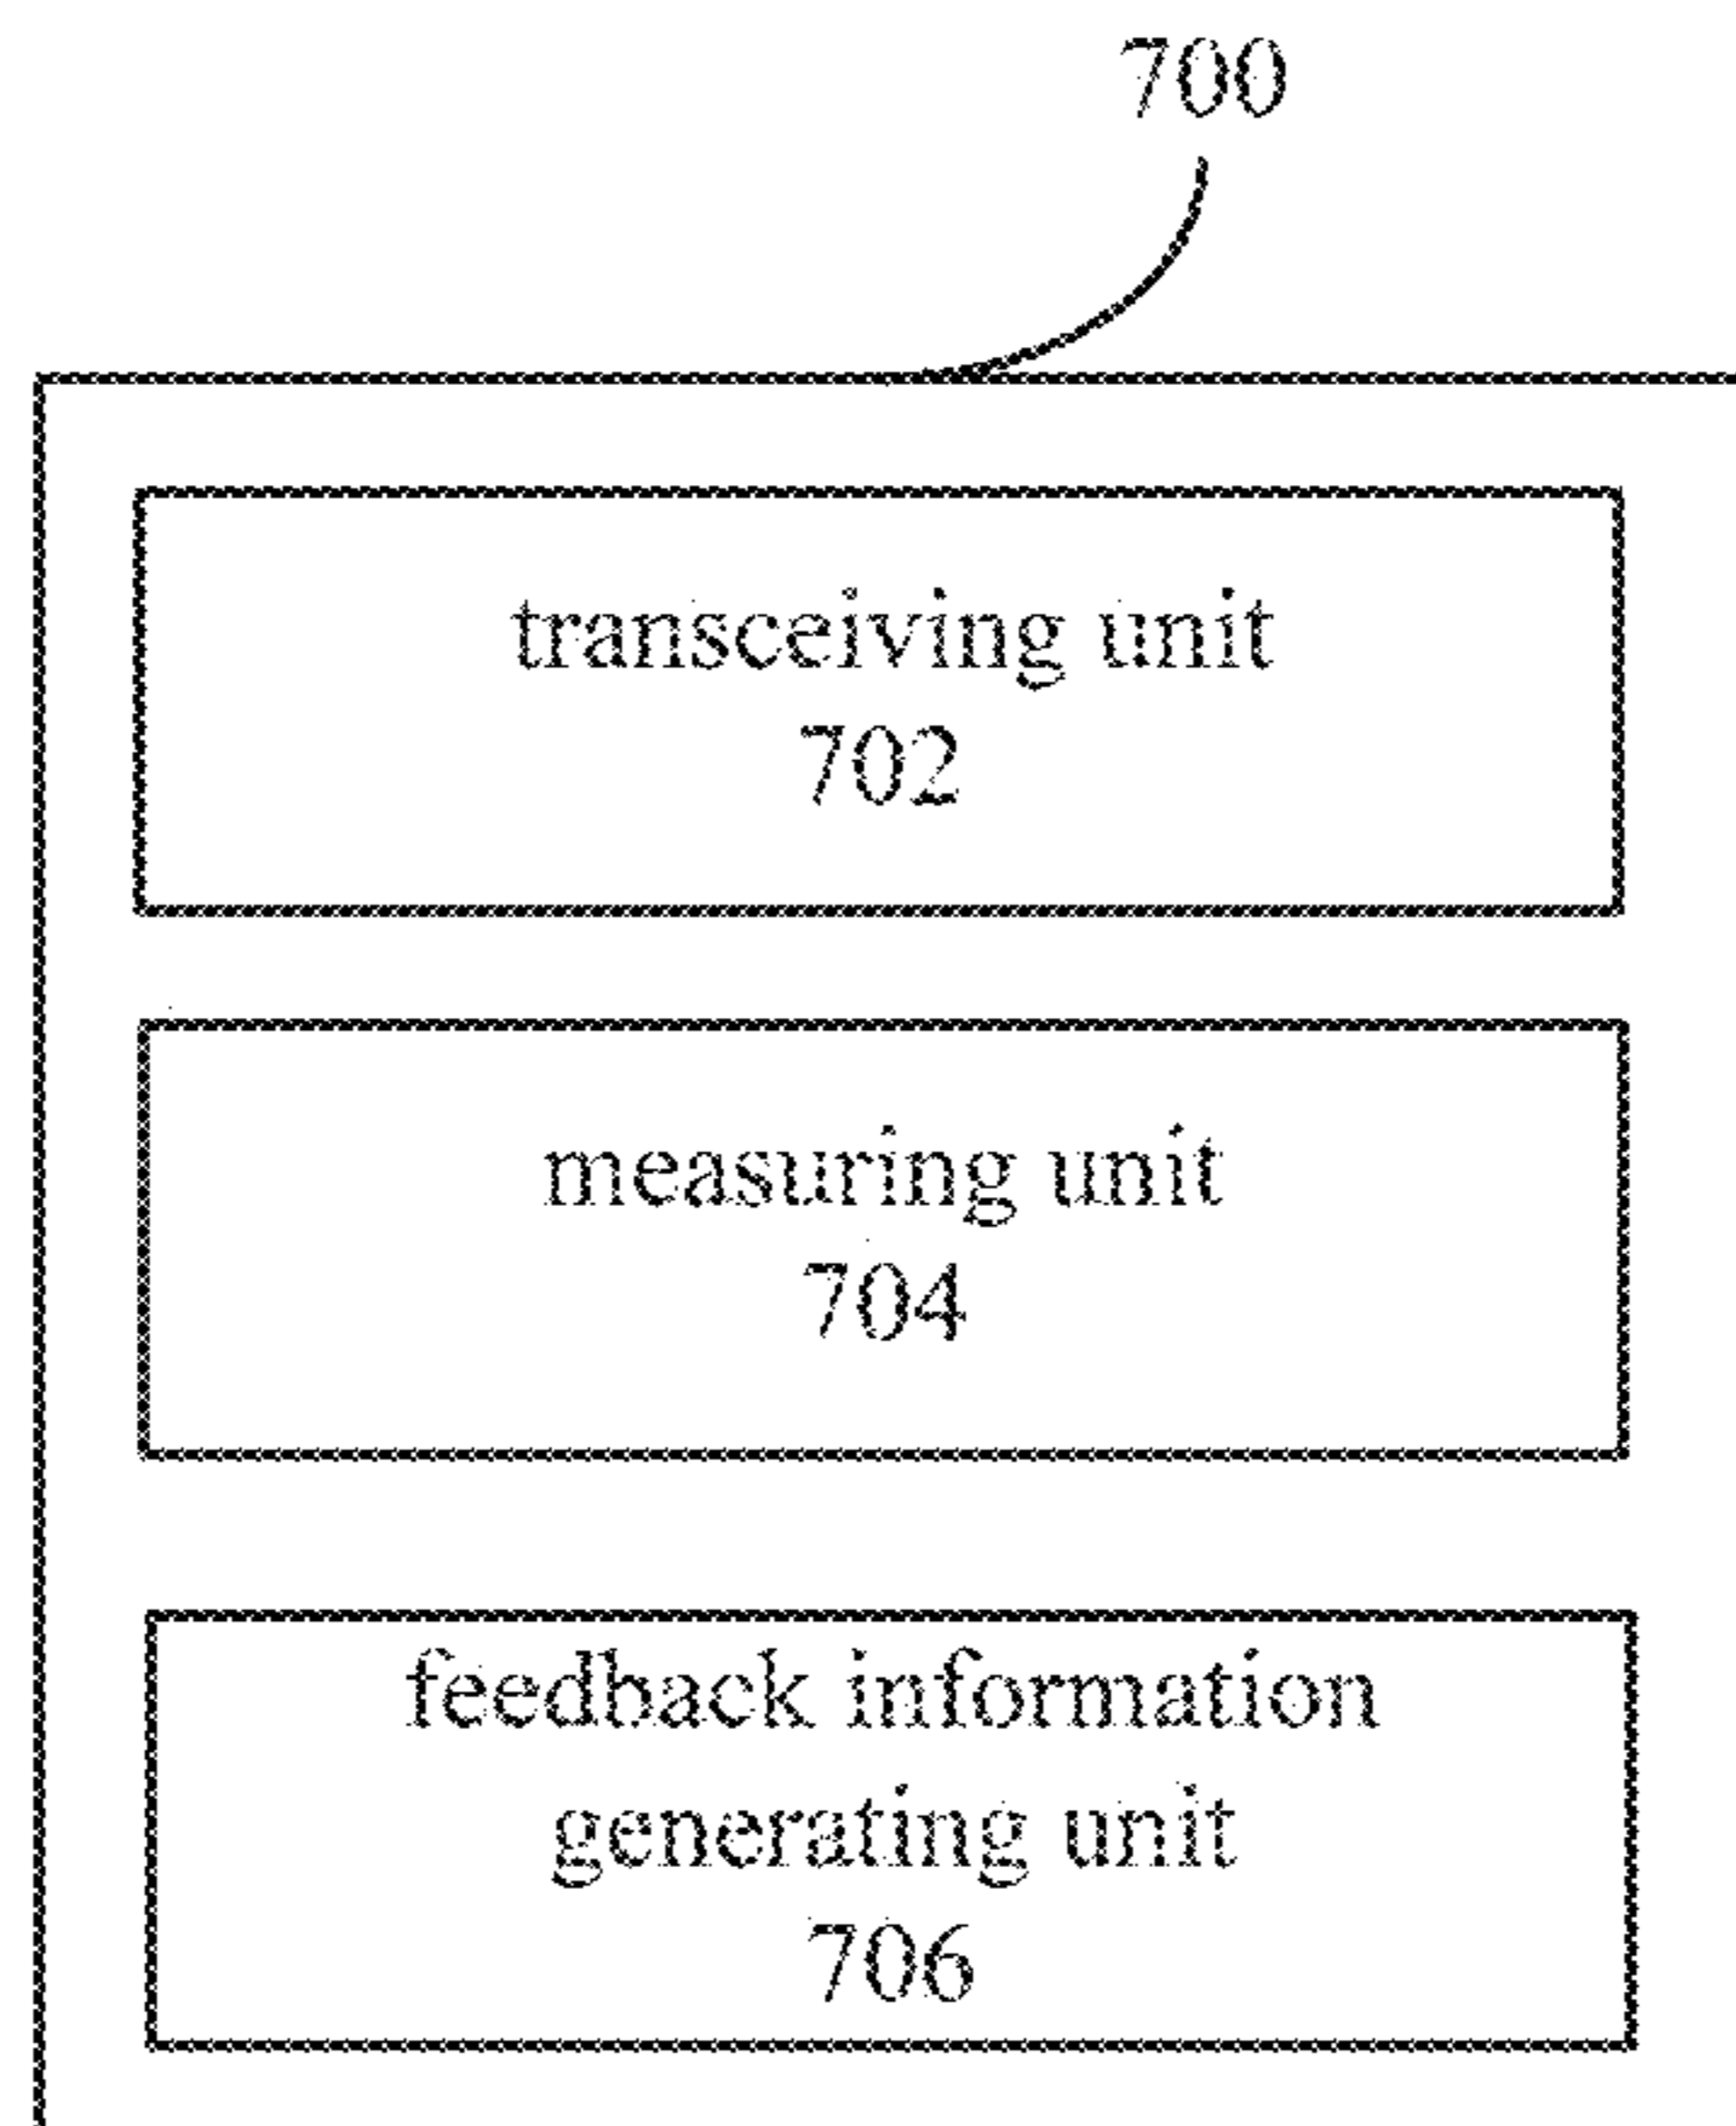 700
transceiving unit
702
measuring unit
704
feedback information
generating unit
706